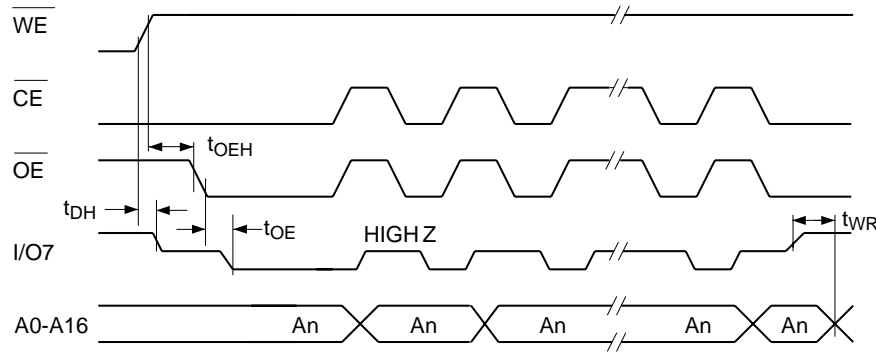 WE
CE
tOEH
OE
tDH
tOE
HIGH Z
tWR
I/O7
A0-A16 An An An An An